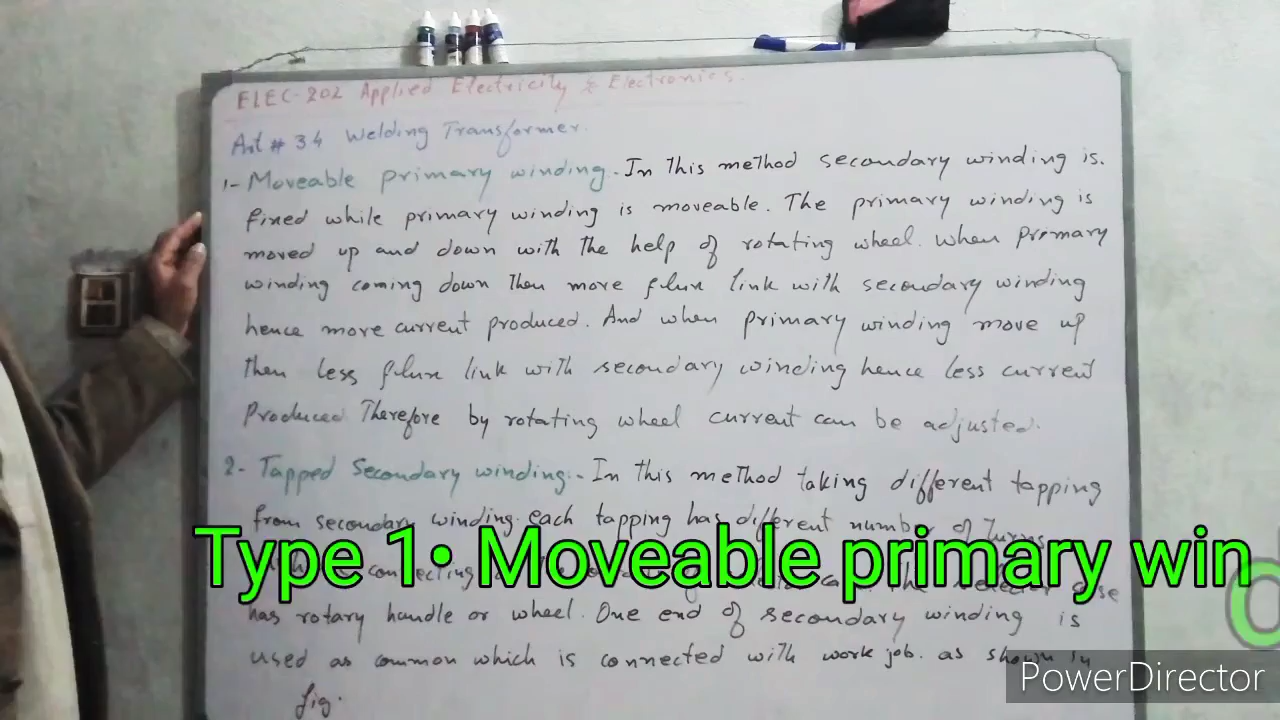 ELEC-202 Applied Electricity & Electronics.
Art # 34 Welding Transformer.
1- Moveable primary winding.- In this method secondary winding is.
fixed while primary winding is moveable. The primary winding is
moved up and down with the help of rotating wheel. When primary
winding coming down then more flux link with secondary winding
hence more current produced. And when primary winding move up
then less flux link with secondary winding hence less current
Produced Therefore by rotating wheel current can be adjusted.
2- Tapped Secondary winding:- In this method taking different tapping
from secondary winding. each tapping has different number of Turns
Type 1• Moveable primary win
connecting
has rotary handle or wheel. One end of secondary winding is
used as common which is connected with work job. as shown in
fig.
PowerDirector